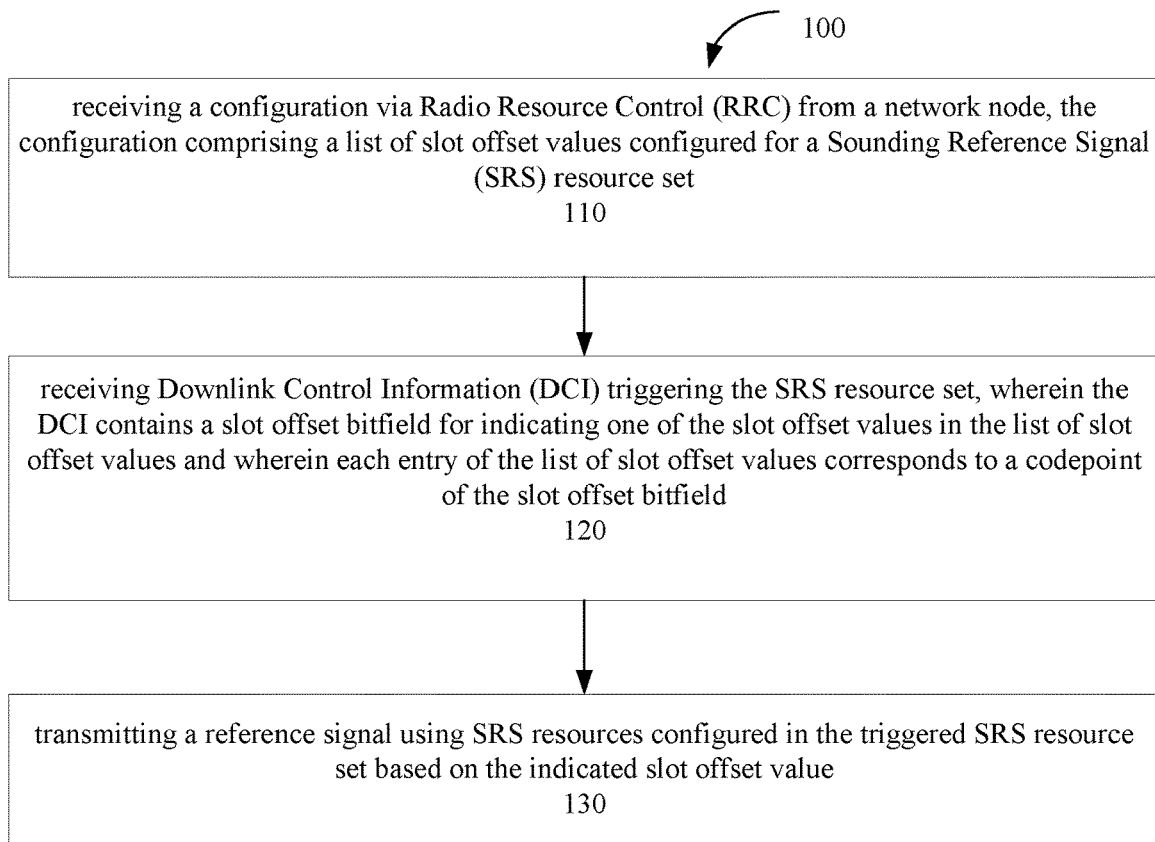 100
receiving a configuration via Radio Resource Control (RRC) from a network node, the
configuration comprising a list of slot offset values configured for a Sounding Reference Signal
(SRS) resource set
110
receiving Downlink Control Information (DCI) triggering the SRS resource set, wherein the
DCI contains a slot offset bitfield for indicating one of the slot offset values in the list of slot
offset values and wherein each entry of the list of slot offset values corresponds to a codepoint
of the slot offset bitfield
120
transmitting a reference signal using SRS resources configured in the triggered SRS resource
set based on the indicated slot offset value
130